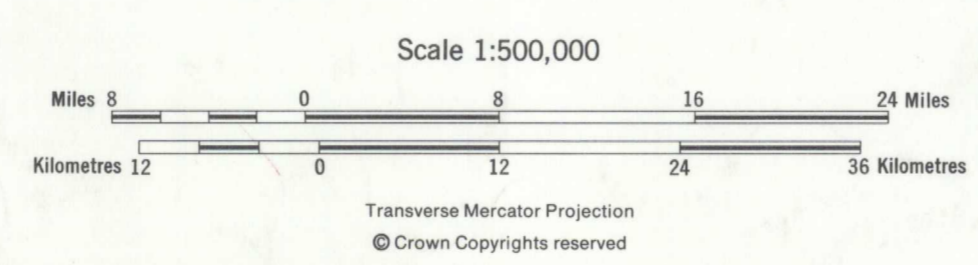 Scale 1:500,000
Miles 8 0 8 16 24 Miles
Kilometres 12 0 12 24 36 Kilometres
Transverse Mercator Projection
© Crown Copyrights reserved